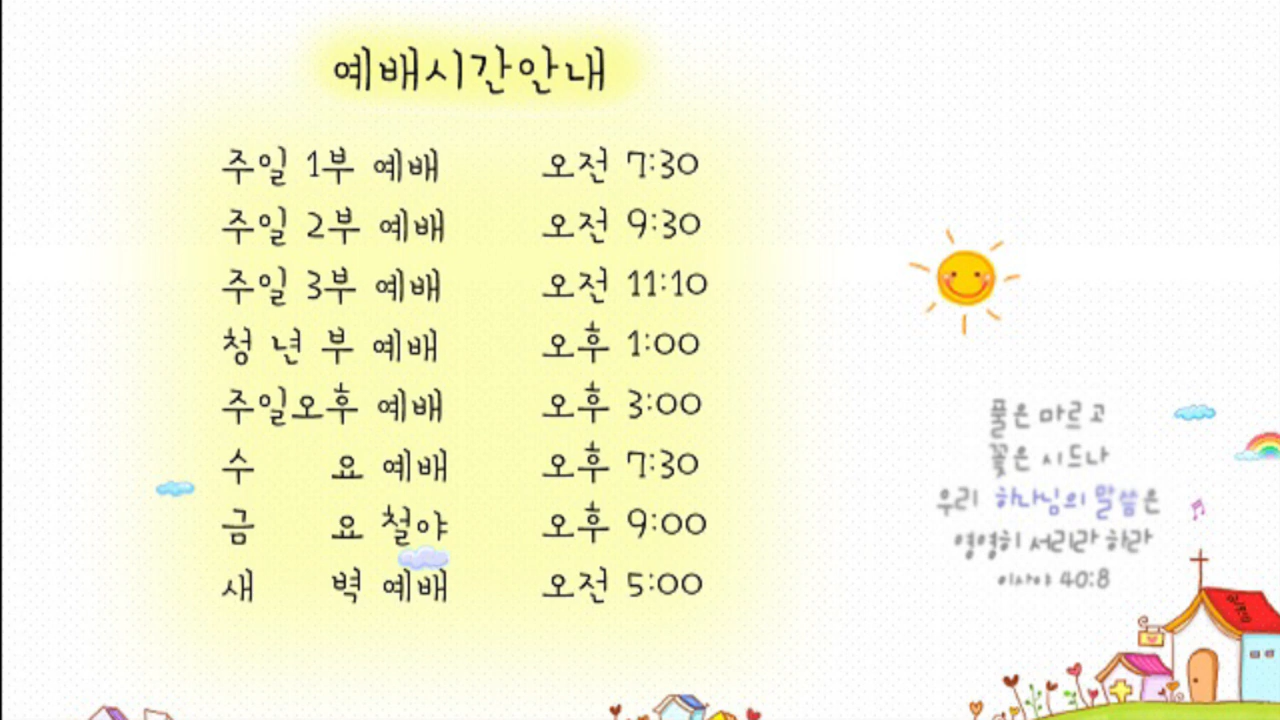 예배시간안내
주일 1부 예배 오전 7:30
주일 2부 예배 오전 9:30
주일 3부 예배 오전 11:10
청 년 부 예배 오후 1:00
주일오후 예배 오후 3:00
수 요 예배 오후 7:30
금 요 철야 오후 9:00
새 벽 예배 오전 5:00
풀은 마르고
꽃은 시드나
우리 하나님의 말씀은
영영히 서리라 하라
이사야 40:8